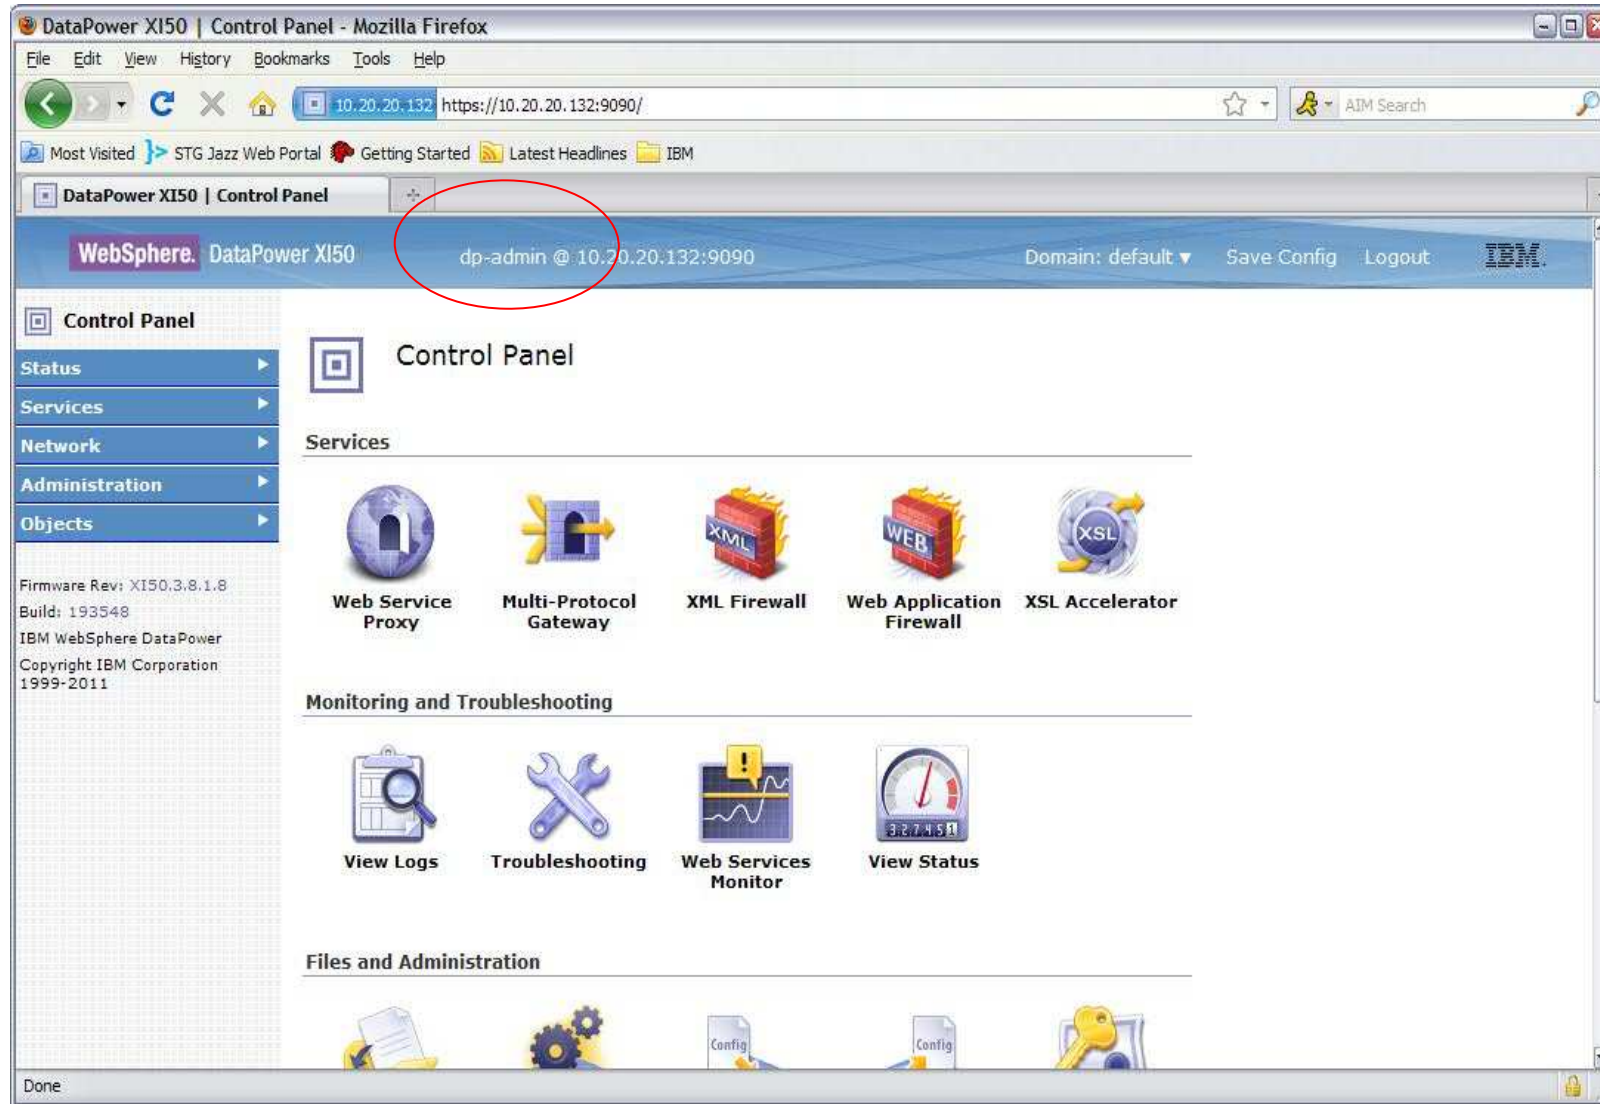 DataPower XI50 | Control Panel - Mozilla Firefox
File Edit View History Bookmarks Tools Help
10.20.20.132 https://10.20.20.132:9090/ AIM Search
Most Visited STG Jazz Web Portal Getting Started Latest Headlines IBM
DataPower XI50 | Control Panel
WebSphere. DataPower XI50 dp-admin @ 10.20.20.132:9090 Domain: default Save Config Logout IBM.
Control Panel
Status
Services
Network
Administration
Objects
Firmware Rev: XI50.3.8.1.8
Build: 193548
IBM WebSphere DataPower
Copyright IBM Corporation
1999-2011
Control Panel
Services
XML
WEB
XSL
Web Service
Proxy
Multi-Protocol
Gateway
XML Firewall
Web Application
Firewall
XSL Accelerator
Monitoring and Troubleshooting
!
3.2.7.4.5 1
View Logs
Troubleshooting
Web Services
Monitor
View Status
Files and Administration
Config
Config
Done